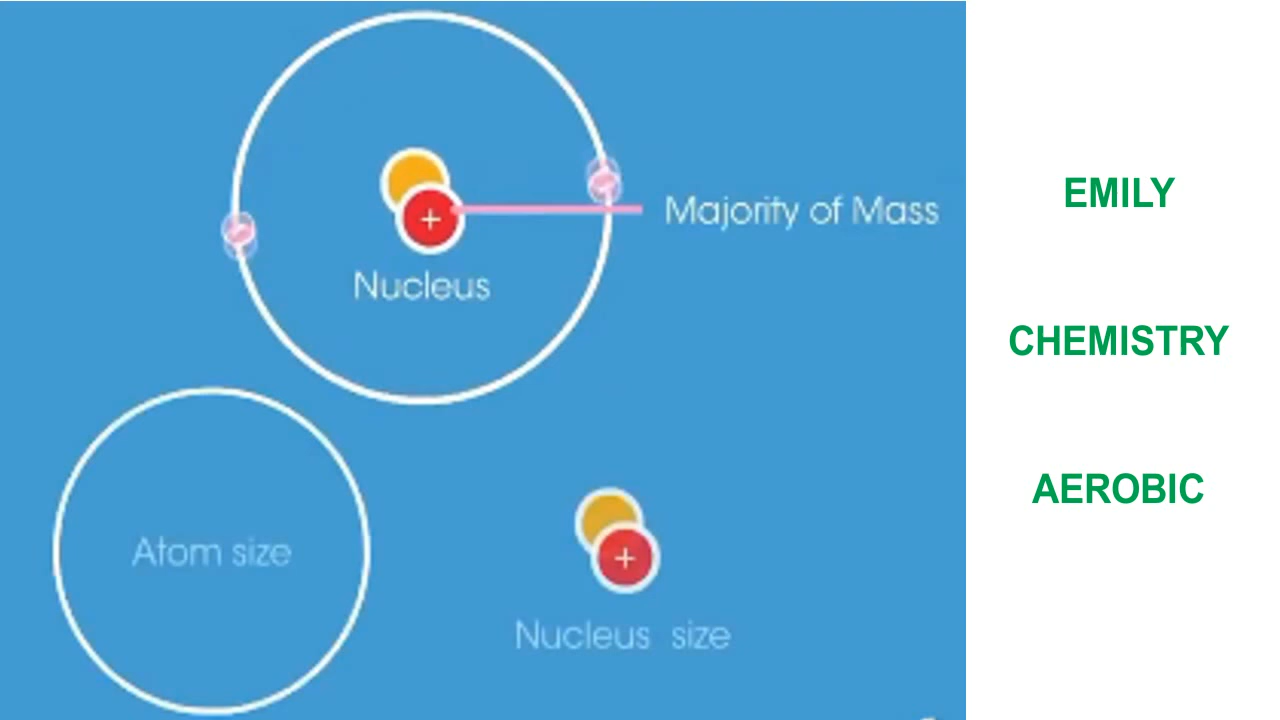 +
Majority of Mass
Nucleus
Atom size
+
Nucleus size
EMILY
CHEMISTRY
AEROBIC